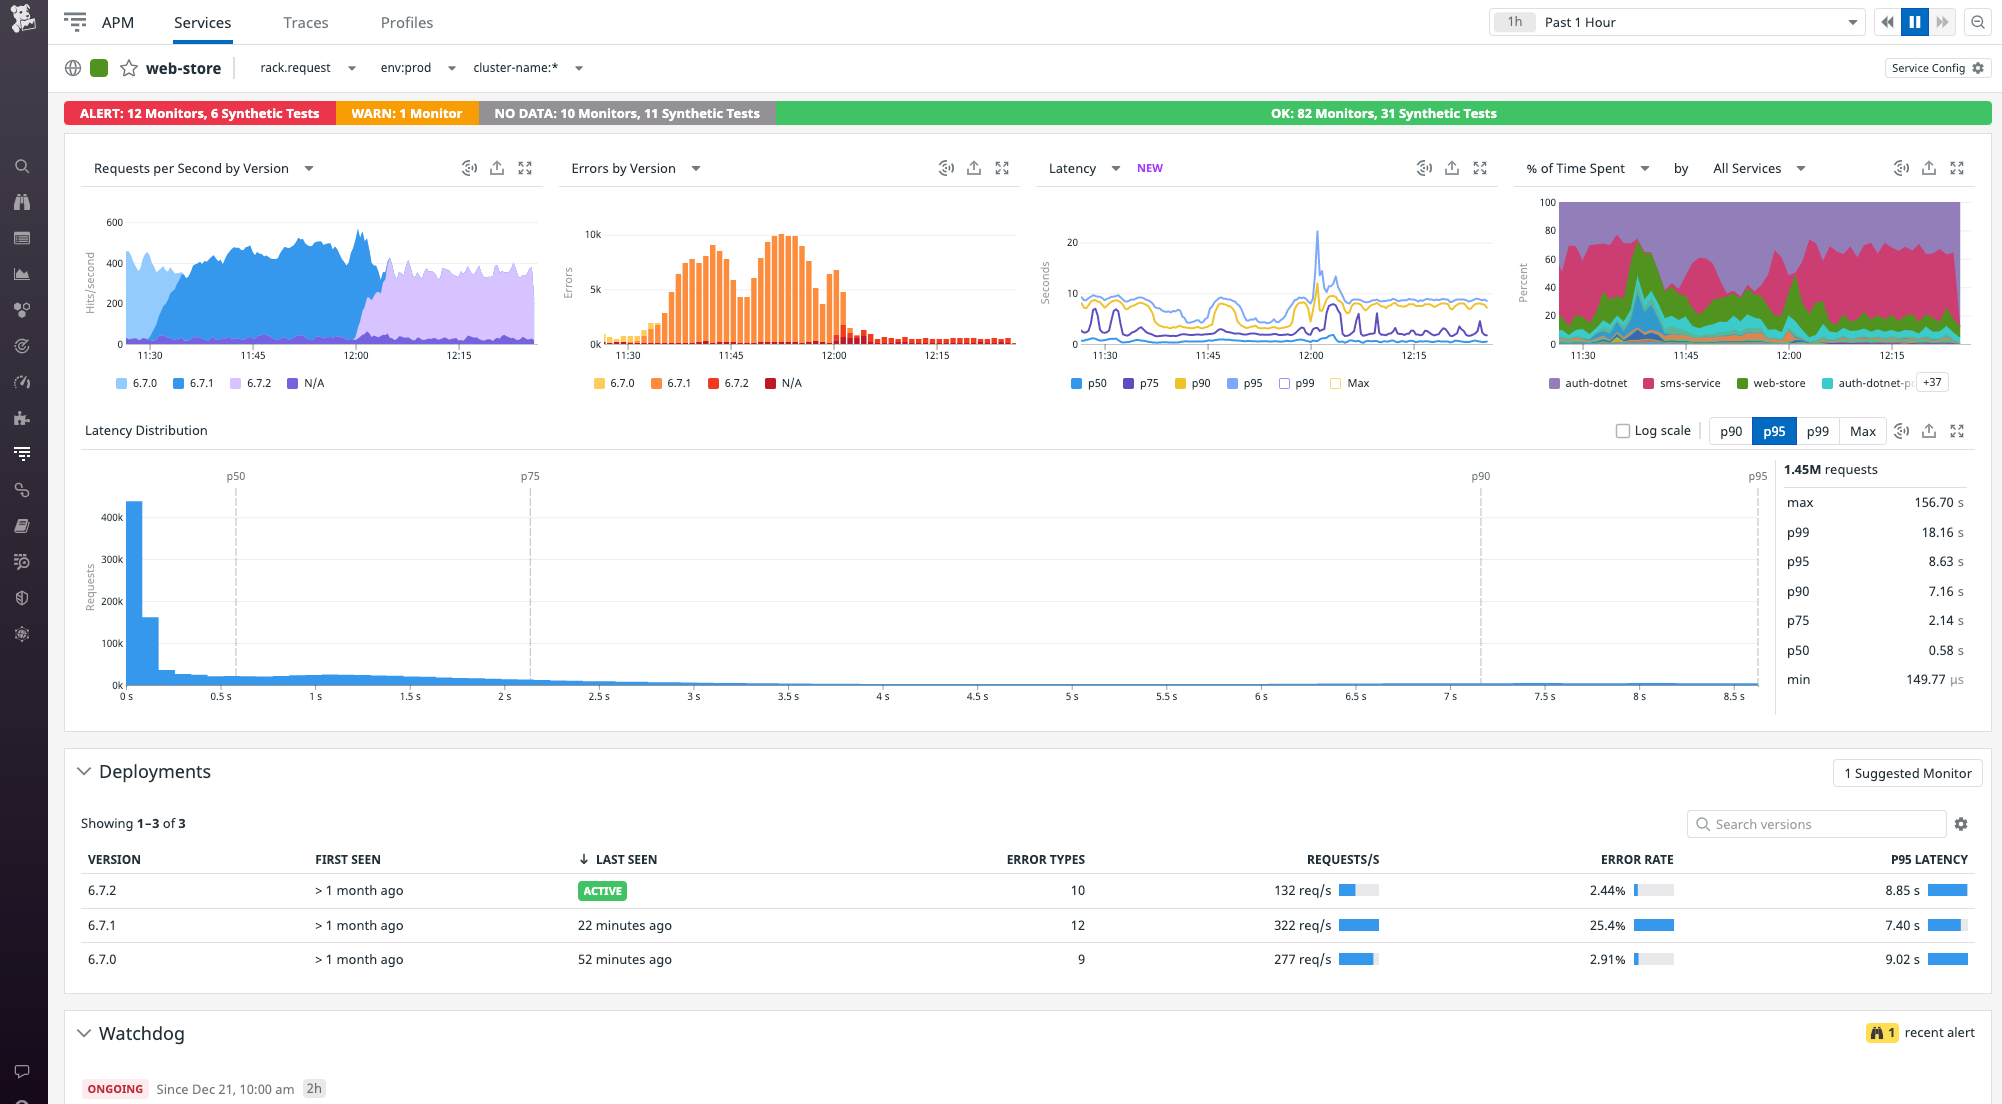 APM Services Traces Profiles 1h Past 1 Hour
web-store rack.request env:prod cluster-name:* Service Config
ALERT: 12 Monitors, 6 Synthetic Tests WARN: 1 Monitor NO DATA: 10 Monitors, 11 Synthetic Tests OK: 82 Monitors, 31 Synthetic Tests
Requests per Second by Version
Hits/second
600
400
200
0
11:30 11:45 12:00 12:15
6.7.0 6.7.1 6.7.2 N/A
Errors by Version
Errors
10k
5k
0k
11:30 11:45 12:00 12:15
6.7.0 6.7.1 6.7.2 N/A
Latency NEW
Seconds
20
10
0
11:30 11:45 12:00 12:15
p50 p75 p90 p95 p99 Max
% of Time Spent by All Services
Percent
100
80
60
40
20
0
11:30 11:45 12:00 12:15
auth-dotnet sms-service web-store auth-dotnet-p +37
Latency Distribution Log scale p90 p95 p99 Max
p50 p75 p90 p95
Requests
400k
300k
200k
100k
0k
0 s 0.5 s 1 s 1.5 s 2 s 2.5 s 3 s 3.5 s 4 s 4.5 s 5 s 5.5 s 6 s 6.5 s 7 s 7.5 s 8 s 8.5 s
1.45M requests
max 156.70 s
p99 18.16 s
p95 8.63 s
p90 7.16 s
p75 2.14 s
p50 0.58 s
min 149.77 µs
Deployments 1 Suggested Monitor
Showing 1–3 of 3 Search versions
VERSION FIRST SEEN ↓ LAST SEEN ERROR TYPES REQUESTS/S ERROR RATE P95 LATENCY
6.7.2 > 1 month ago ACTIVE 10 132 req/s 2.44% 8.85 s
6.7.1 > 1 month ago 22 minutes ago 12 322 req/s 25.4% 7.40 s
6.7.0 > 1 month ago 52 minutes ago 9 277 req/s 2.91% 9.02 s
Watchdog 1 recent alert
ONGOING Since Dec 21, 10:00 am 2h